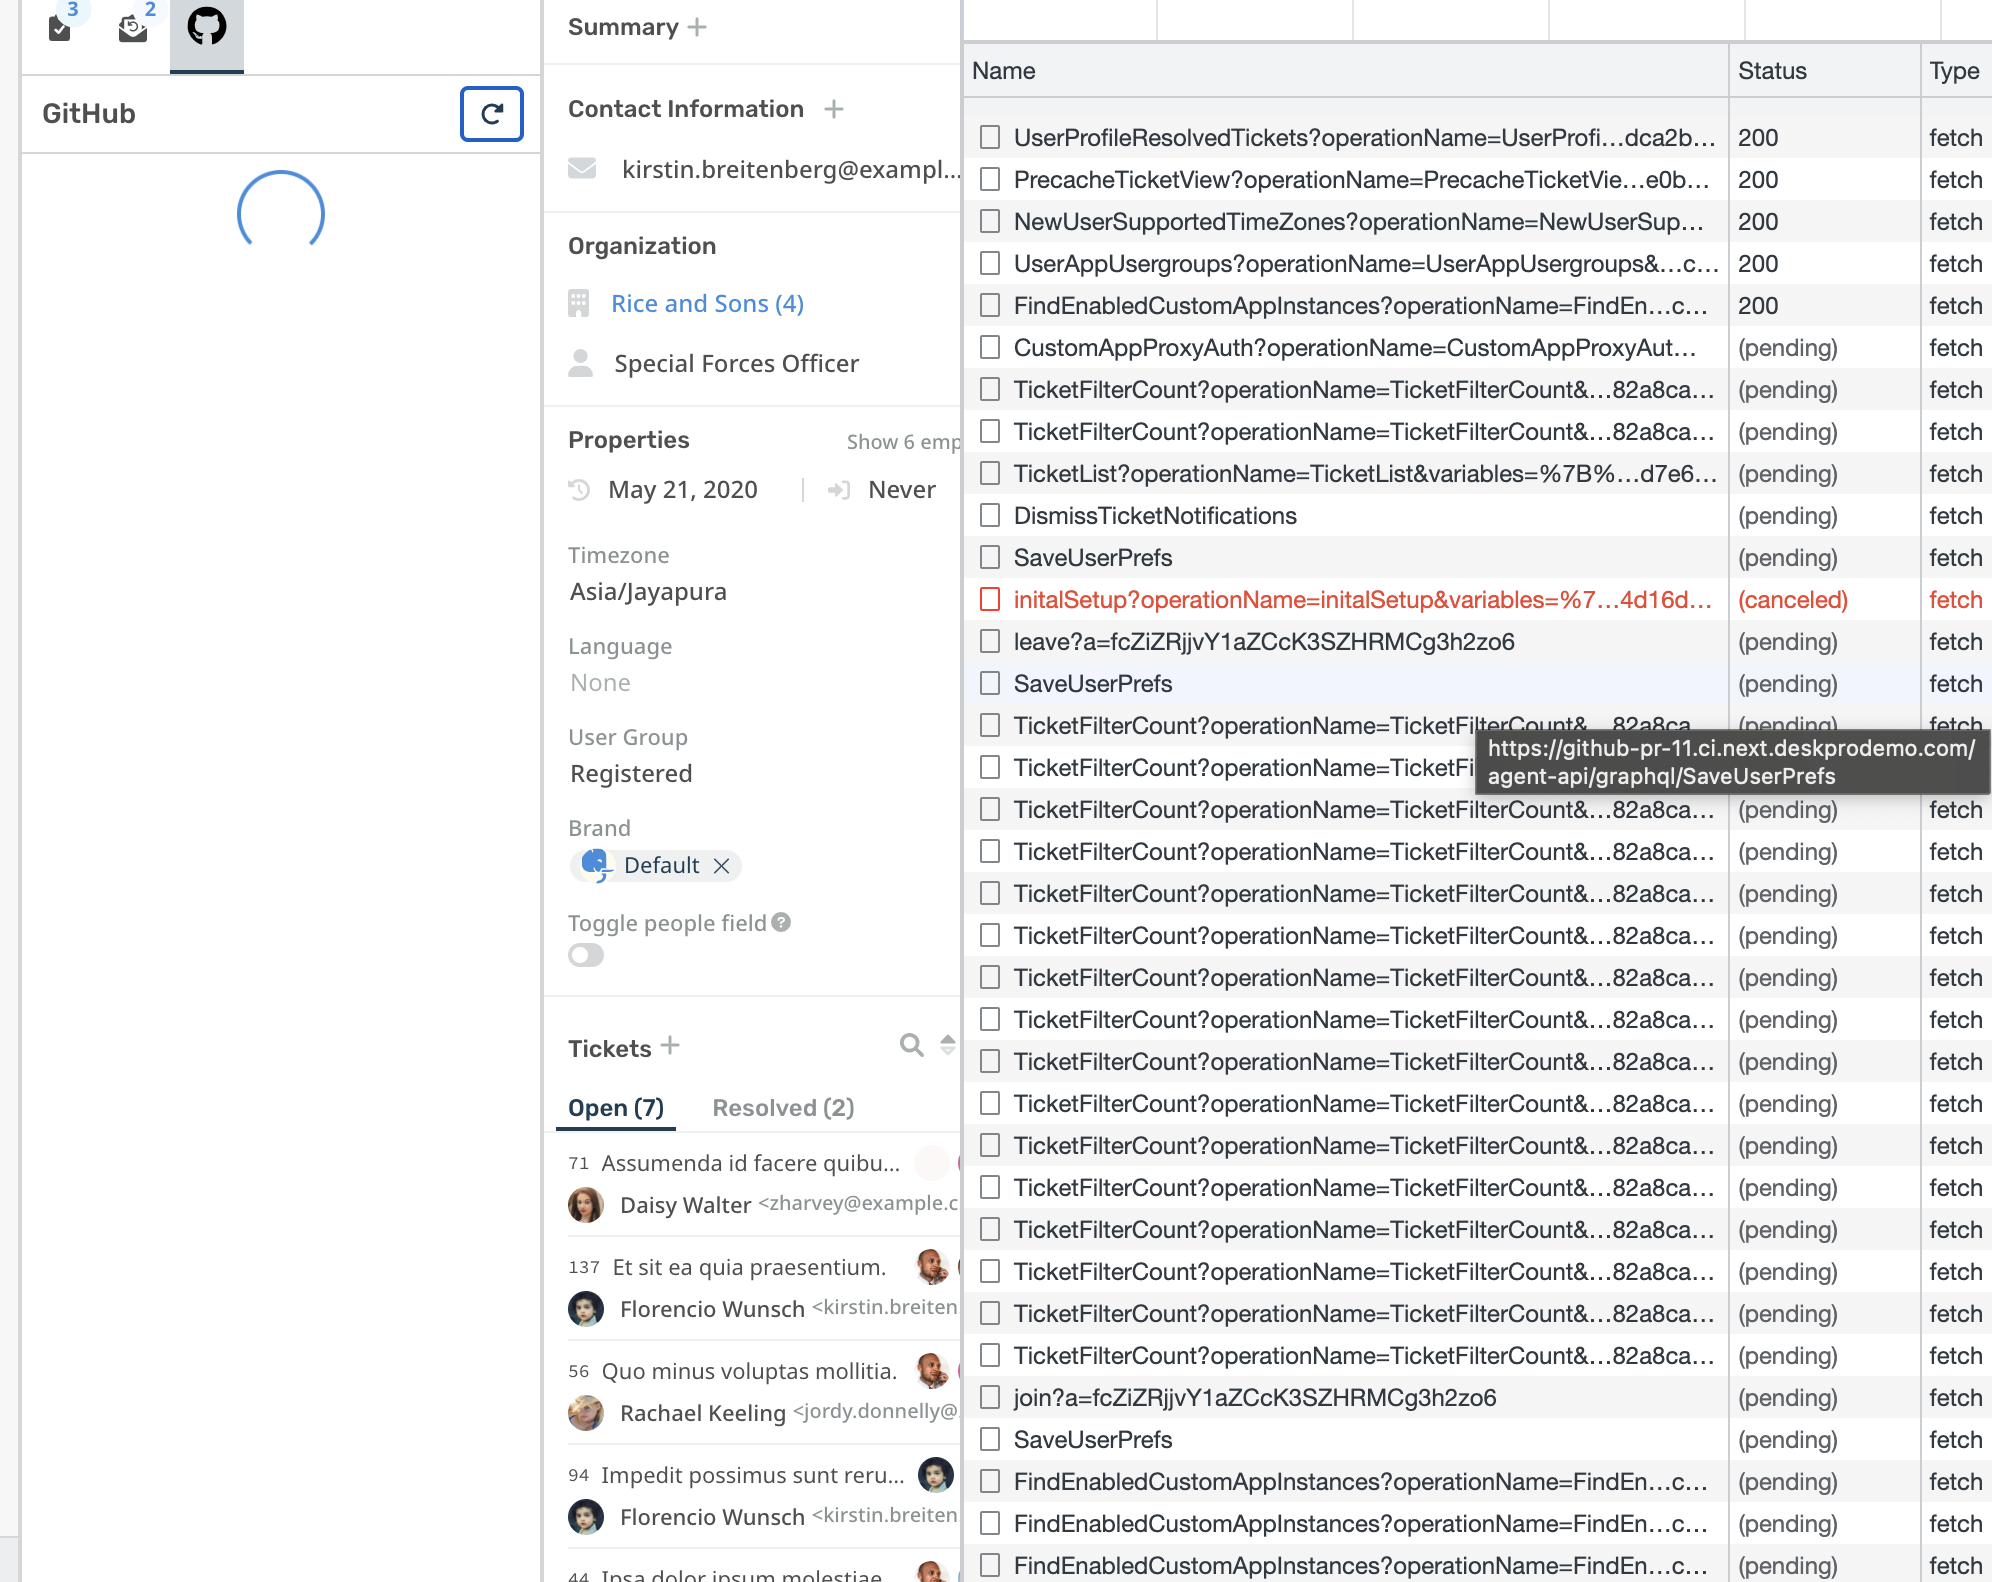 3
2
GitHub
Summary
Contact Information
kirstin.breitenberg@exampl...
Organization
Rice and Sons (4)
Special Forces Officer
Properties
Show 6 emp
May 21, 2020
Never
Timezone
Asia/Jayapura
Language
None
User Group
Registered
Brand
Default
Toggle people field
Tickets
Open (7)
Resolved (2)
71 Assumenda id facere quibu...
Daisy Walter <zharvey@example.c
137 Et sit ea quia praesentium.
Florencio Wunsch <kirstin.breiten
56 Quo minus voluptas mollitia.
Rachael Keeling <jordy.donnelly@
94 Impedit possimus sunt reru...
Florencio Wunsch <kirstin.breiten
44 Ipsa dolor ipsum molestiae
Name Status Type
UserProfileResolvedTickets?operationName=UserProfi...dca2b... 200 fetch
PrecacheTicketView?operationName=PrecacheTicketVie...e0b... 200 fetch
NewUserSupportedTimeZones?operationName=NewUserSup... 200 fetch
UserAppUsergroups?operationName=UserAppUsergroups&...c... 200 fetch
FindEnabledCustomAppInstances?operationName=FindEn...c... 200 fetch
CustomAppProxyAuth?operationName=CustomAppProxyAut... (pending) fetch
TicketFilterCount?operationName=TicketFilterCount&...82a8ca... (pending) fetch
TicketFilterCount?operationName=TicketFilterCount&...82a8ca... (pending) fetch
TicketList?operationName=TicketList&variables=%7B%...d7e6... (pending) fetch
DismissTicketNotifications (pending) fetch
SaveUserPrefs (pending) fetch
initalSetup?operationName=initalSetup&variables=%7...4d16d... (canceled) fetch
leave?a=fcZiZRjjvY1aZCcK3SZHRMCg3h2zo6 (pending) fetch
SaveUserPrefs (pending) fetch
TicketFilterCount?operationName=TicketFilterCount&...82a8ca... (pending) fetch
TicketFilterCount?operationName=TicketFi
https://github-pr-11.ci.next.deskprodemo.com/
agent-api/graphql/SaveUserPrefs
TicketFilterCount?operationName=TicketFilterCount&...82a8ca... (pending) fetch
TicketFilterCount?operationName=TicketFilterCount&...82a8ca... (pending) fetch
TicketFilterCount?operationName=TicketFilterCount&...82a8ca... (pending) fetch
TicketFilterCount?operationName=TicketFilterCount&...82a8ca... (pending) fetch
TicketFilterCount?operationName=TicketFilterCount&...82a8ca... (pending) fetch
TicketFilterCount?operationName=TicketFilterCount&...82a8ca... (pending) fetch
TicketFilterCount?operationName=TicketFilterCount&...82a8ca... (pending) fetch
TicketFilterCount?operationName=TicketFilterCount&...82a8ca... (pending) fetch
TicketFilterCount?operationName=TicketFilterCount&...82a8ca... (pending) fetch
TicketFilterCount?operationName=TicketFilterCount&...82a8ca... (pending) fetch
TicketFilterCount?operationName=TicketFilterCount&...82a8ca... (pending) fetch
TicketFilterCount?operationName=TicketFilterCount&...82a8ca... (pending) fetch
TicketFilterCount?operationName=TicketFilterCount&...82a8ca... (pending) fetch
TicketFilterCount?operationName=TicketFilterCount&...82a8ca... (pending) fetch
join?a=fcZiZRjjvY1aZCcK3SZHRMCg3h2zo6 (pending) fetch
SaveUserPrefs (pending) fetch
FindEnabledCustomAppInstances?operationName=FindEn...c... (pending) fetch
FindEnabledCustomAppInstances?operationName=FindEn...c... (pending) fetch
FindEnabledCustomAppInstances?operationName=FindEn...c... (pending) fetch